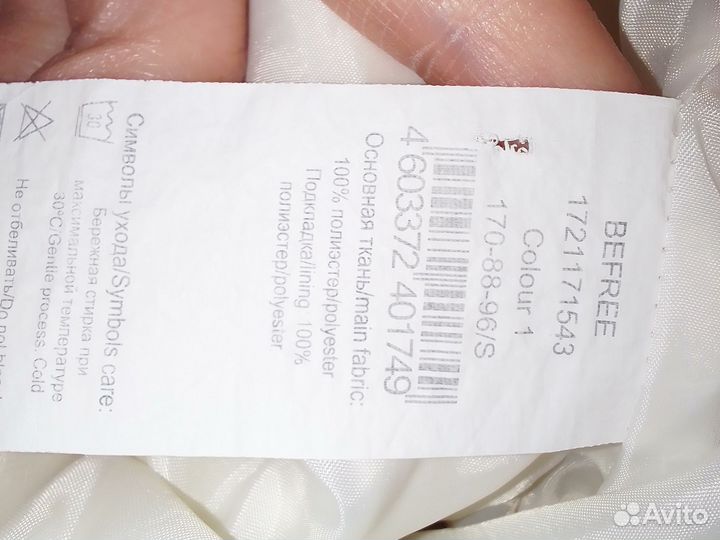 BEFREE
1721171543
Colour 1
170-88-96/S
4 603372 401749
Основная ткань/main fabric:
100% полиэстер/polyester
Подкладка/lining 100%
полиэстер/polyester
Символы ухода/Symbols care:
30
Бережная стирка при
максимальной температуре
30°C/Gentle process. Cold
Не отбеливать/Do not
Avito